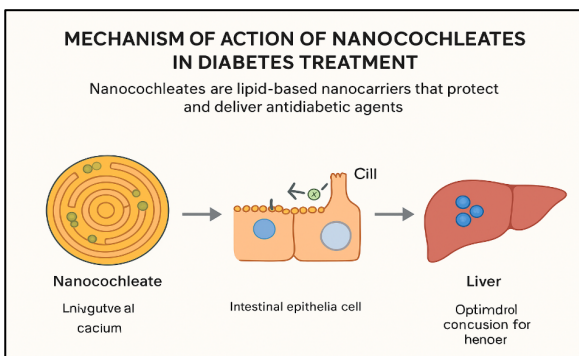 MECHANISM OF ACTION OF NANOCOCHLEATES
IN DIABETES TREATMENT
Nanocochleates are lipid-based nanocarriers that protect
and deliver antidiabetic agents
Cill
x
Nanocochleate
Lnivgutve al
cacium
Intestinal epithelia cell
Liver
Optimdrol
concusion for
henoer